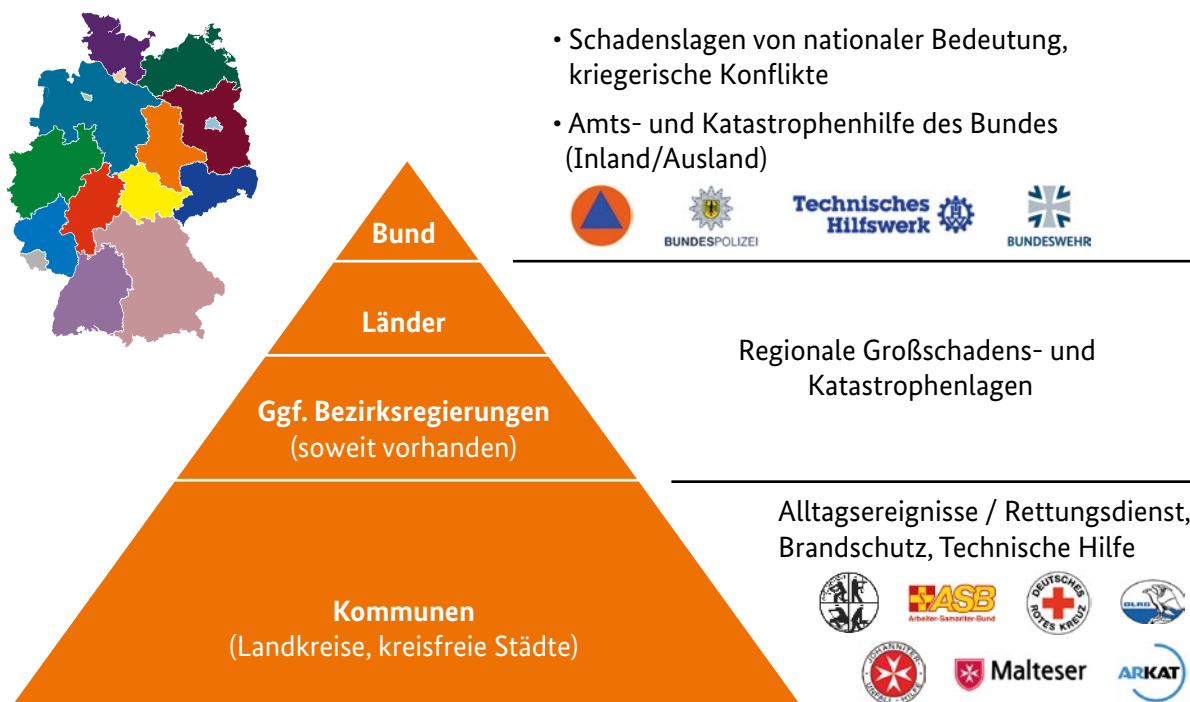 • Schadenslagen von nationaler Bedeutung,
kriegerische Konflikte
• Amts- und Katastrophenhilfe des Bundes
(Inland/Ausland)
BUNDESPOLIZEI
Technisches
Hilfswerk
BUNDESWEHR
Bund
Länder
Regionale Großschadens- und
Katastrophenlagen
Ggf. Bezirksregierungen
(soweit vorhanden)
Alltagsereignisse / Rettungsdienst,
Brandschutz, Technische Hilfe
Kommunen
(Landkreise, kreisfreie Städte)
ASB
Arbeiter-Samariter-Bund
DEUTSCHES
ROTES KREUZ
DLRG
JOHANNITER-
UNFALL-HILFE
Malteser
ARKAT